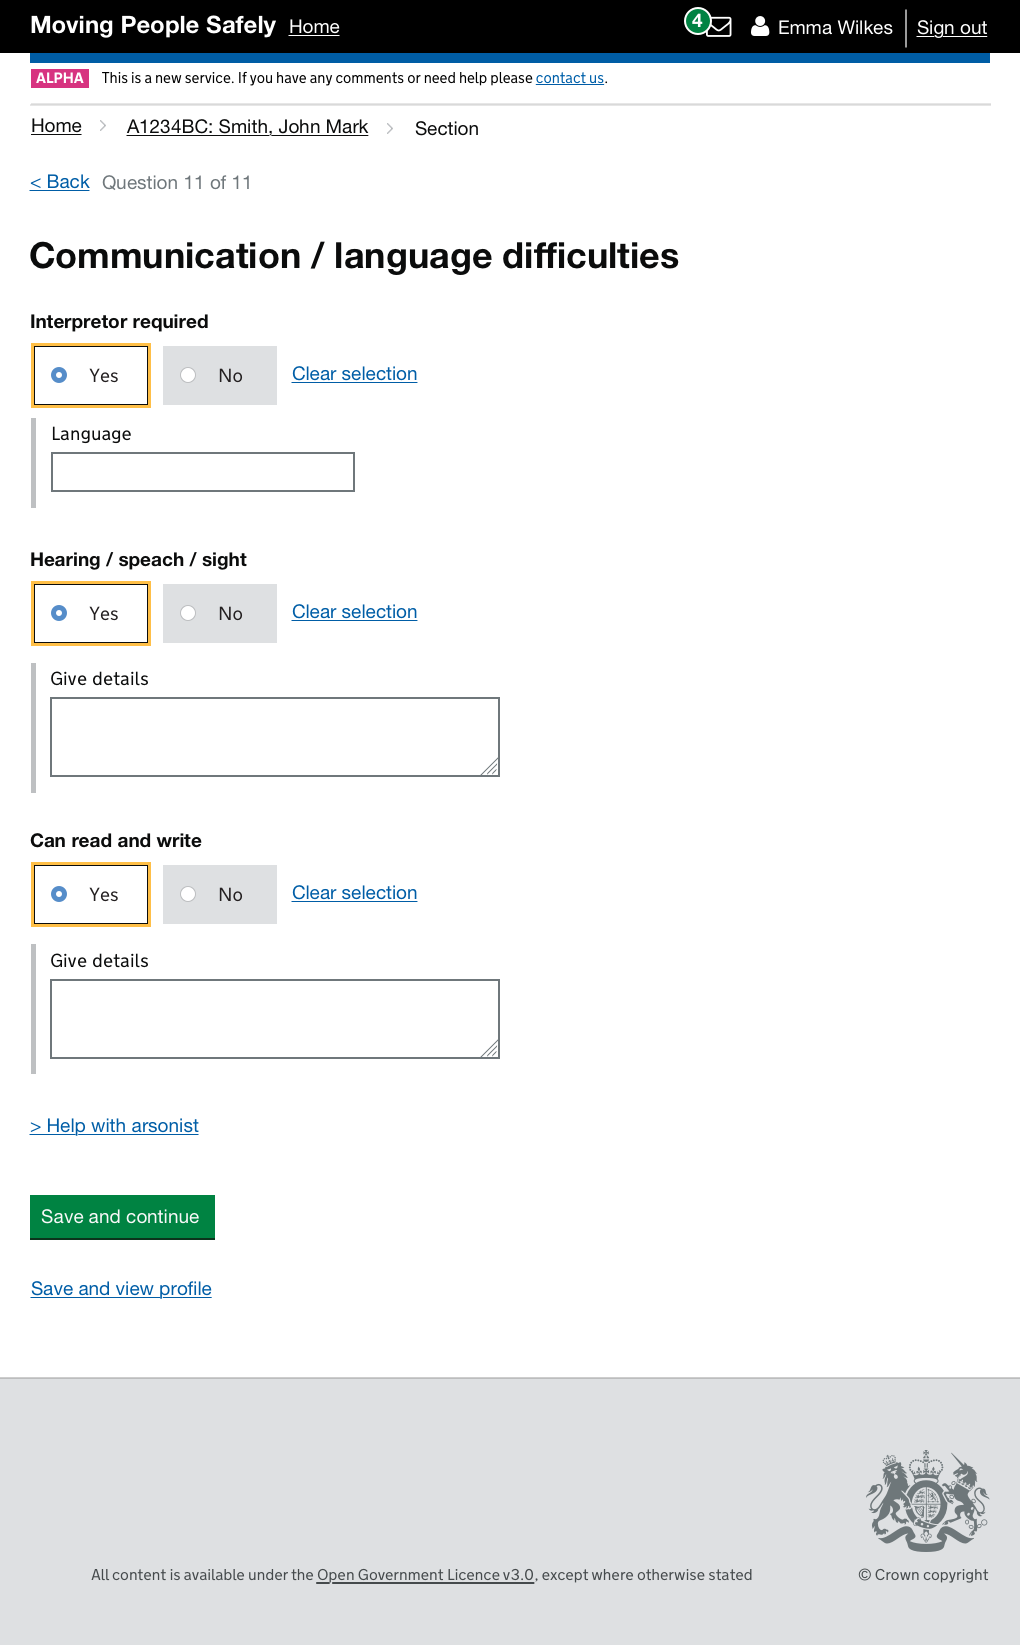 Moving People Safely Home 4 Emma Wilkes Sign out
ALPHA This is a new service. If you have any comments or need help please contact us.
Home > A1234BC: Smith, John Mark > Section
< Back Question 11 of 11
Communication / language difficulties
Interpretor required
Yes No Clear selection
Language
Hearing / speach / sight
Yes No Clear selection
Give details
Can read and write
Yes No Clear selection
Give details
> Help with arsonist
Save and continue
Save and view profile
All content is available under the Open Government Licence v3.0, except where otherwise stated © Crown copyright